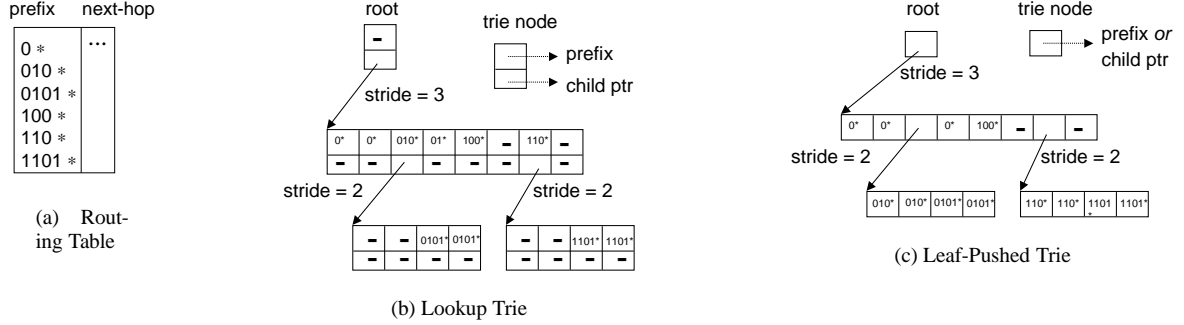 prefix next-hop
0 * ...
010 *
0101 *
100 *
110 *
1101 *
(a) Rout-
ing Table
root
trie node
-
prefix
child ptr
stride = 3
0* 0* 010* 01* 100* - 110* -
- - - - - -
stride = 2
stride = 2
- - 0101* 0101*
- - - -
- - 1101* 1101*
- - - -
(b) Lookup Trie
root
trie node
prefix or
child ptr
stride = 3
0* 0* 0* 100* - -
stride = 2
stride = 2
010* 010* 0101* 0101*
110* 110* 1101 1101*
*
(c) Leaf-Pushed Trie